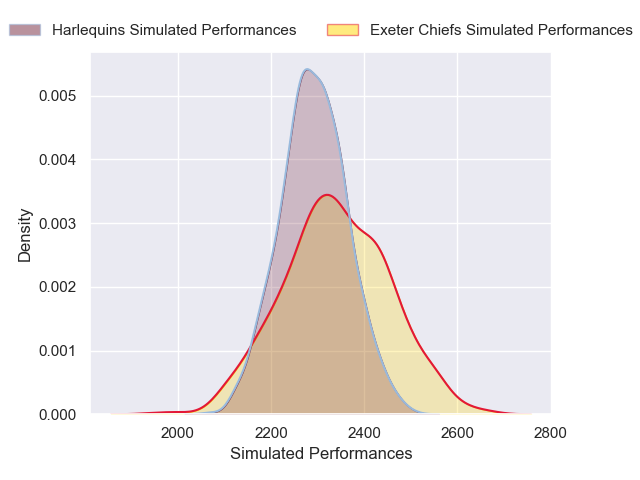 Harlequins Simulated Performances Exeter Chiefs Simulated Performances
0.005
0.004
0.003
0.002
0.001
0.000
Density
2000 2200 2400 2600 2800
Simulated Performances